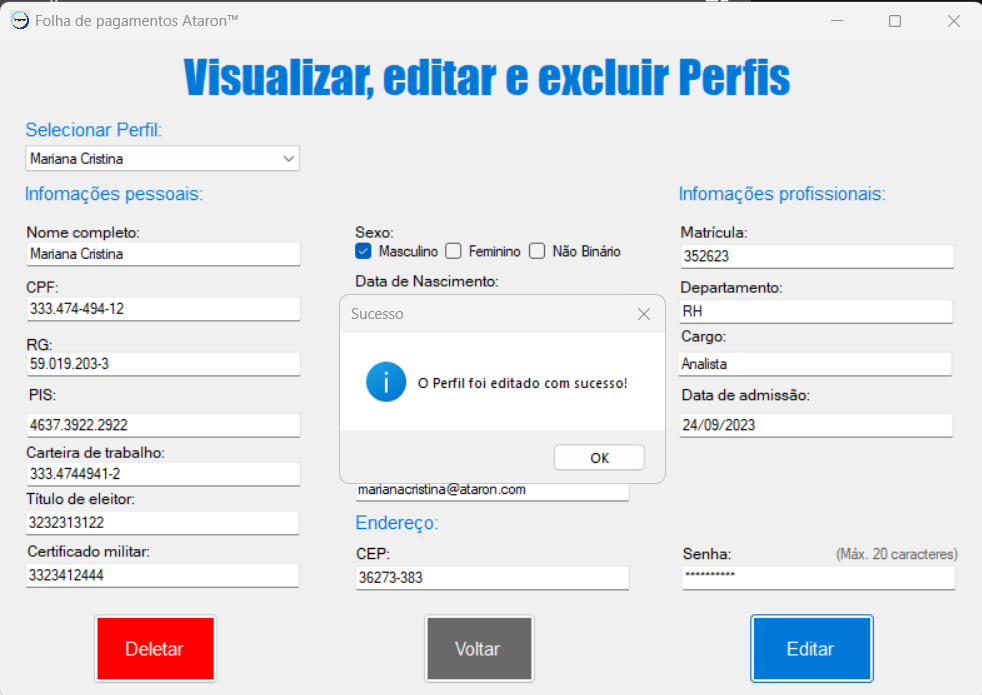 Folha de pagamentos Ataron™
Visualizar, editar e excluir Perfis
Selecionar Perfil:
Mariana Cristina
Infomações pessoais:
Nome completo:
Mariana Cristina
CPF:
333.474-494-12
RG:
59.019.203-3
PIS:
4637.3922.2922
Carteira de trabalho:
333.4744941-2
Título de eleitor:
3232313122
Certificado militar:
3323412444
Sexo:
Masculino Feminino Não Binário
Data de Nascimento:
Sucesso
O Perfil foi editado com sucesso!
OK
marianacristina@ataron.com
Endereço:
CEP:
36273-383
Infomações profissionais:
Matrícula:
352623
Departamento:
RH
Cargo:
Analista
Data de admissão:
24/09/2023
Senha: (Máx. 20 caracteres)
**********
Deletar
Voltar
Editar